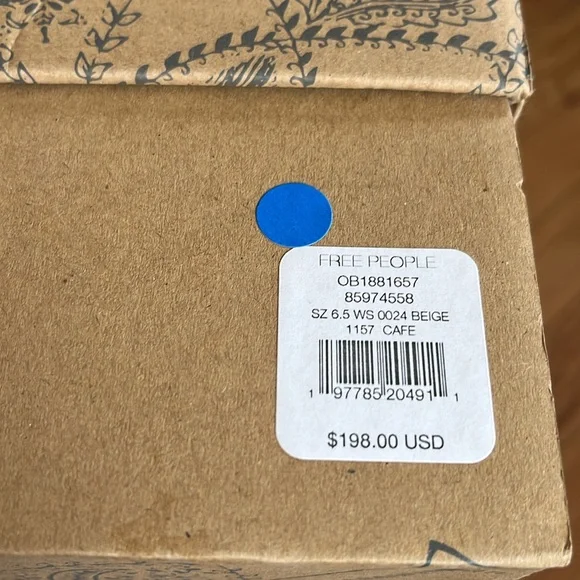 FREE PEOPLE
OB1881657
85974558
SZ 6.5 WS 0024 BEIGE
1157 CAFE
1 97785 20491 1
$198.00 USD